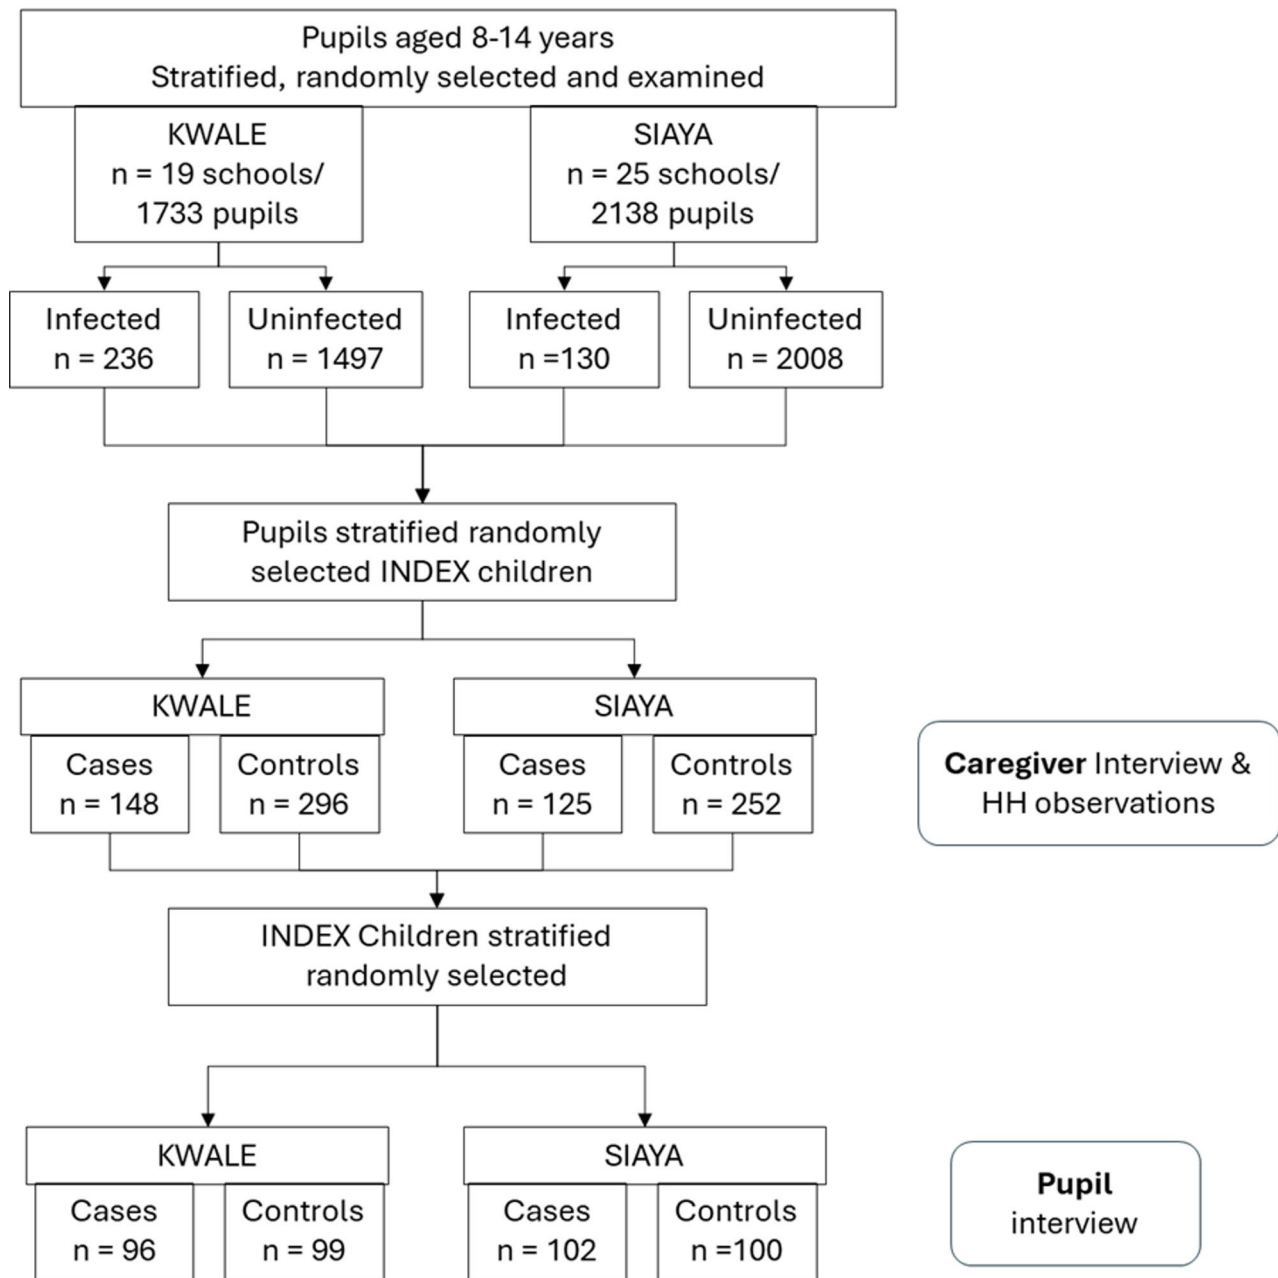 Pupils aged 8-14 years
Stratified, randomly selected and examined
KWALE
n = 19 schools/
1733 pupils
SIAYA
n = 25 schools/
2138 pupils
Infected
n = 236
Uninfected
n = 1497
Infected
n =130
Uninfected
n = 2008
Pupils stratified randomly
selected INDEX children
KWALE
SIAYA
Cases
n = 148
Controls
n = 296
Cases
n = 125
Controls
n = 252
Caregiver Interview &
HH observations
INDEX Children stratified
randomly selected
KWALE
SIAYA
Cases
n = 96
Controls
n = 99
Cases
n = 102
Controls
n =100
Pupil
interview